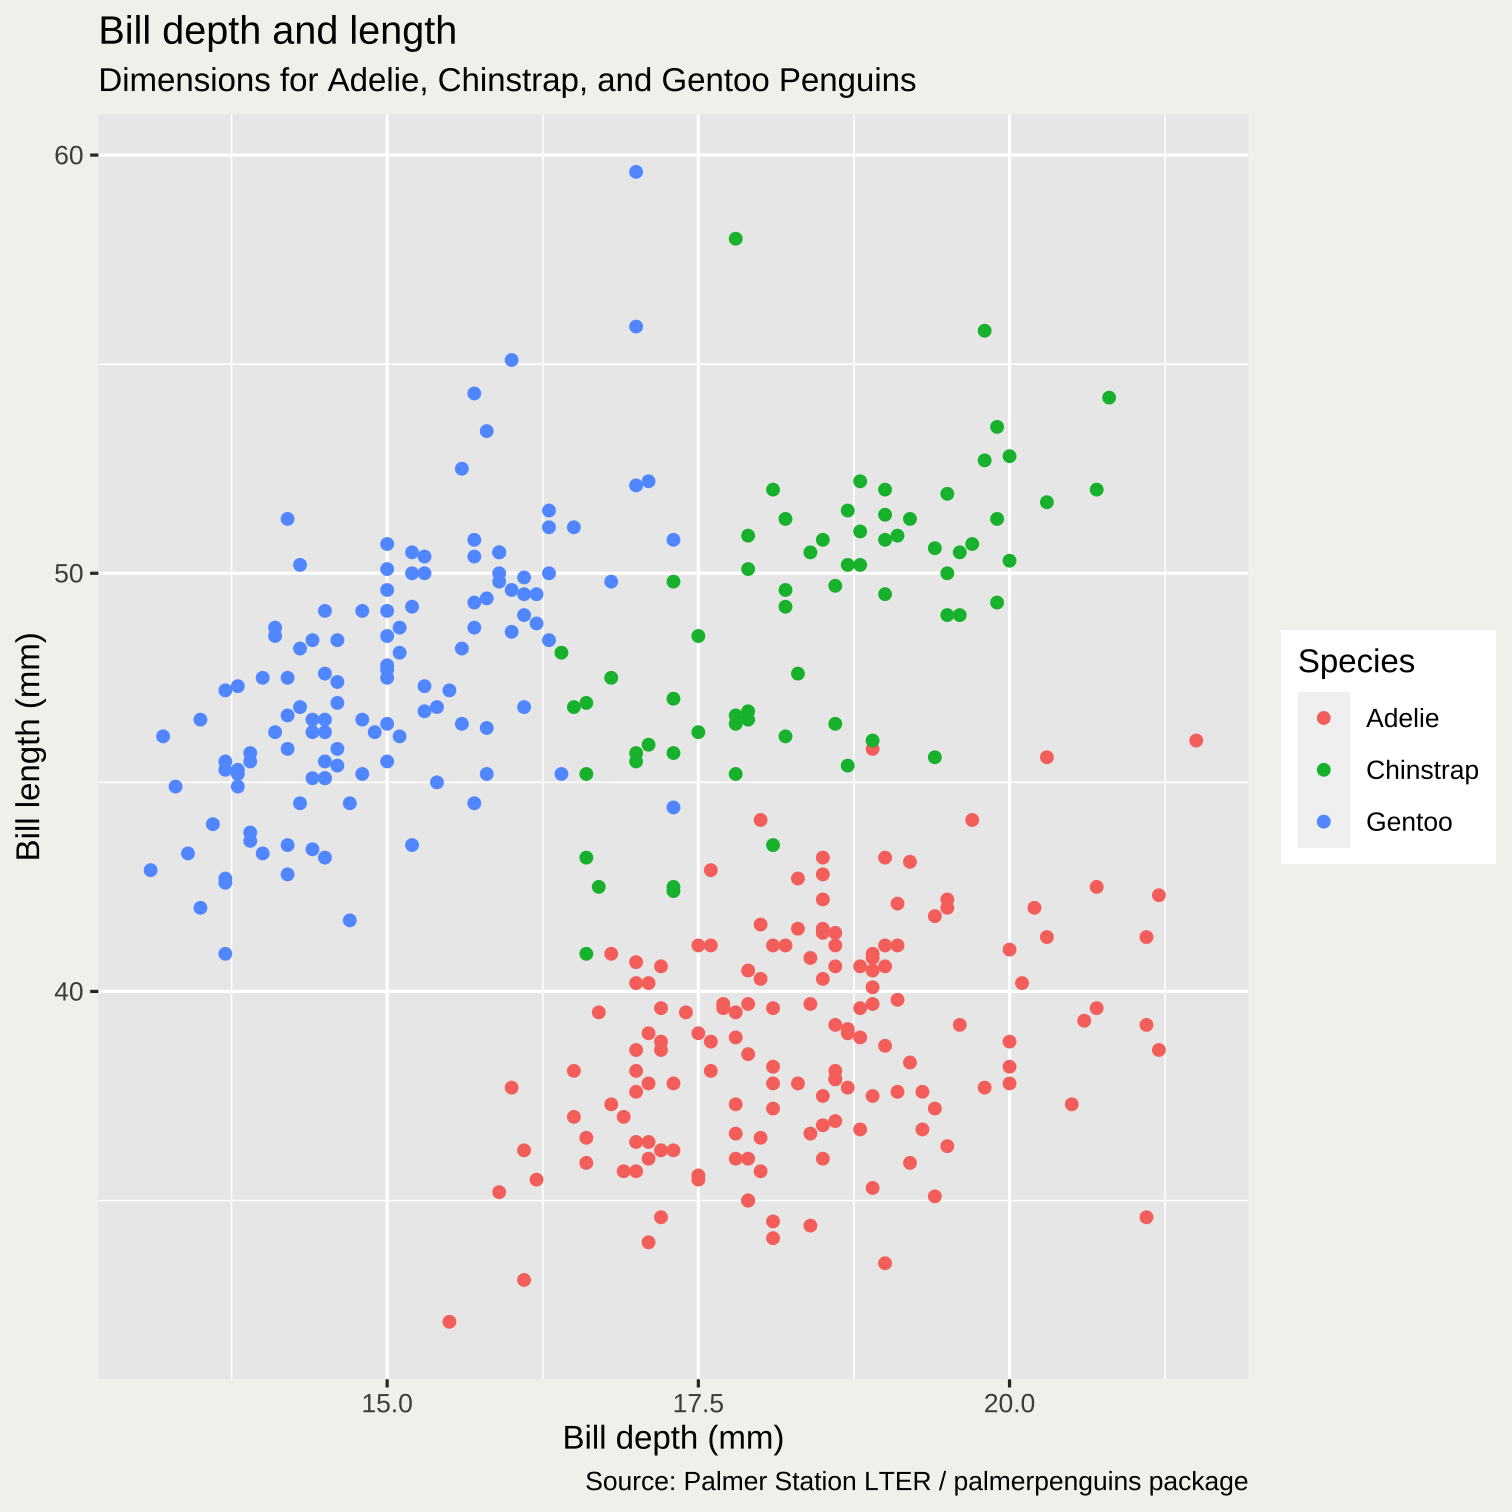 Bill depth and length
Dimensions for Adelie, Chinstrap, and Gentoo Penguins
60
50
40
Bill length (mm)
15.0 17.5 20.0
Bill depth (mm)
Source: Palmer Station LTER / palmerpenguins package
Species
Adelie
Chinstrap
Gentoo